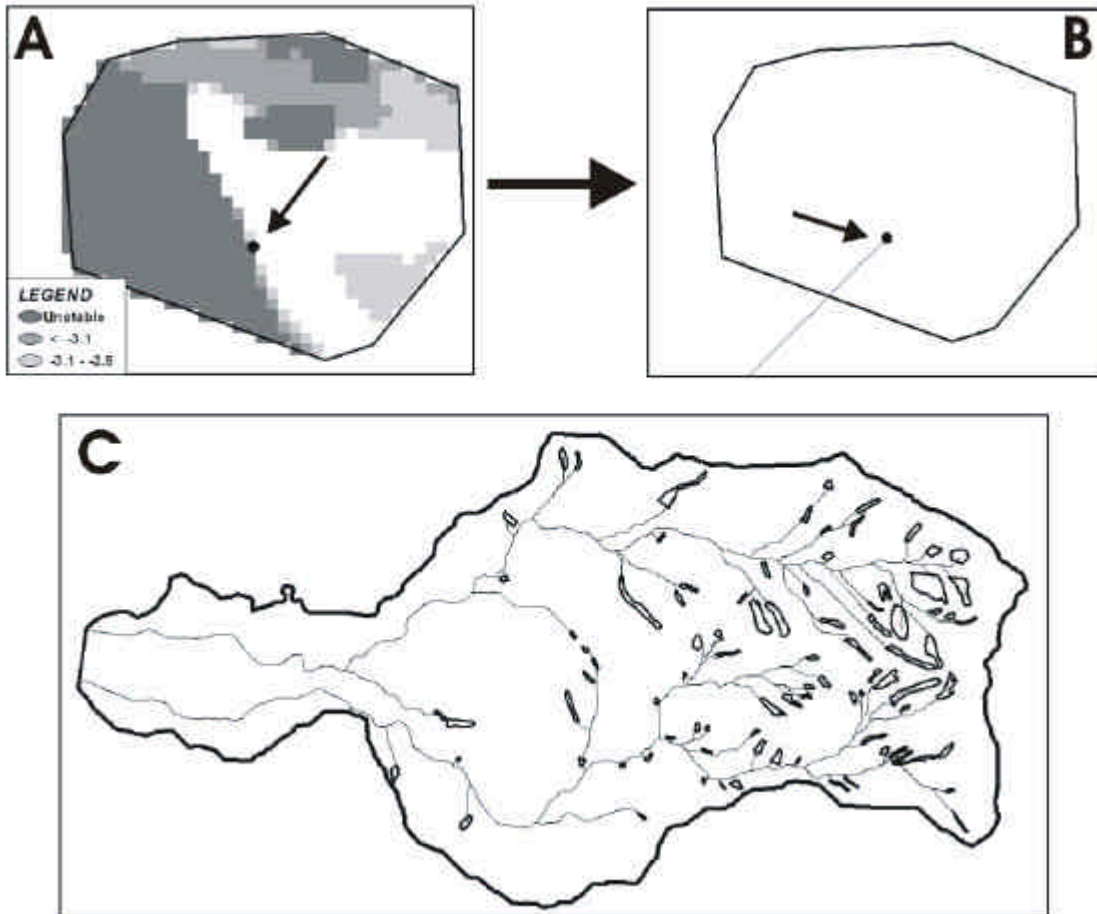 A
B
LEGEND
Unstable
< -3.1
-3.1 - -2.8
C